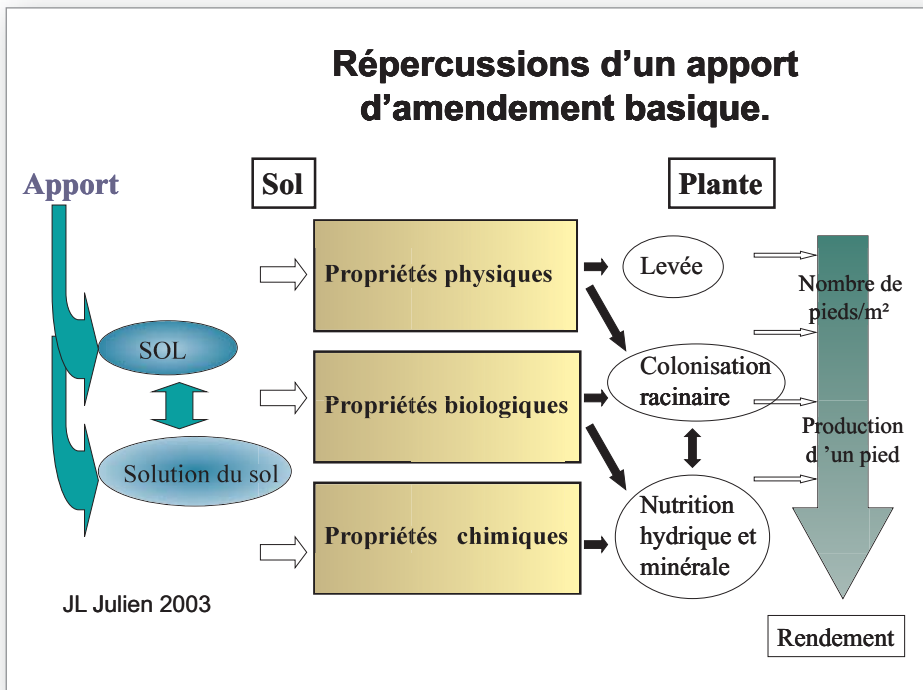 Répercussions d’un apport
d’amendement basique.
Apport
Sol
Plante
Propriétés physiques
Levée
Nombre de
pieds/m²
SOL
Colonisation
racinaire
Propriétés biologiques
Production
d ’un pied
Solution du sol
Nutrition
hydrique et
minérale
Propriétés chimiques
JL Julien 2003
Rendement